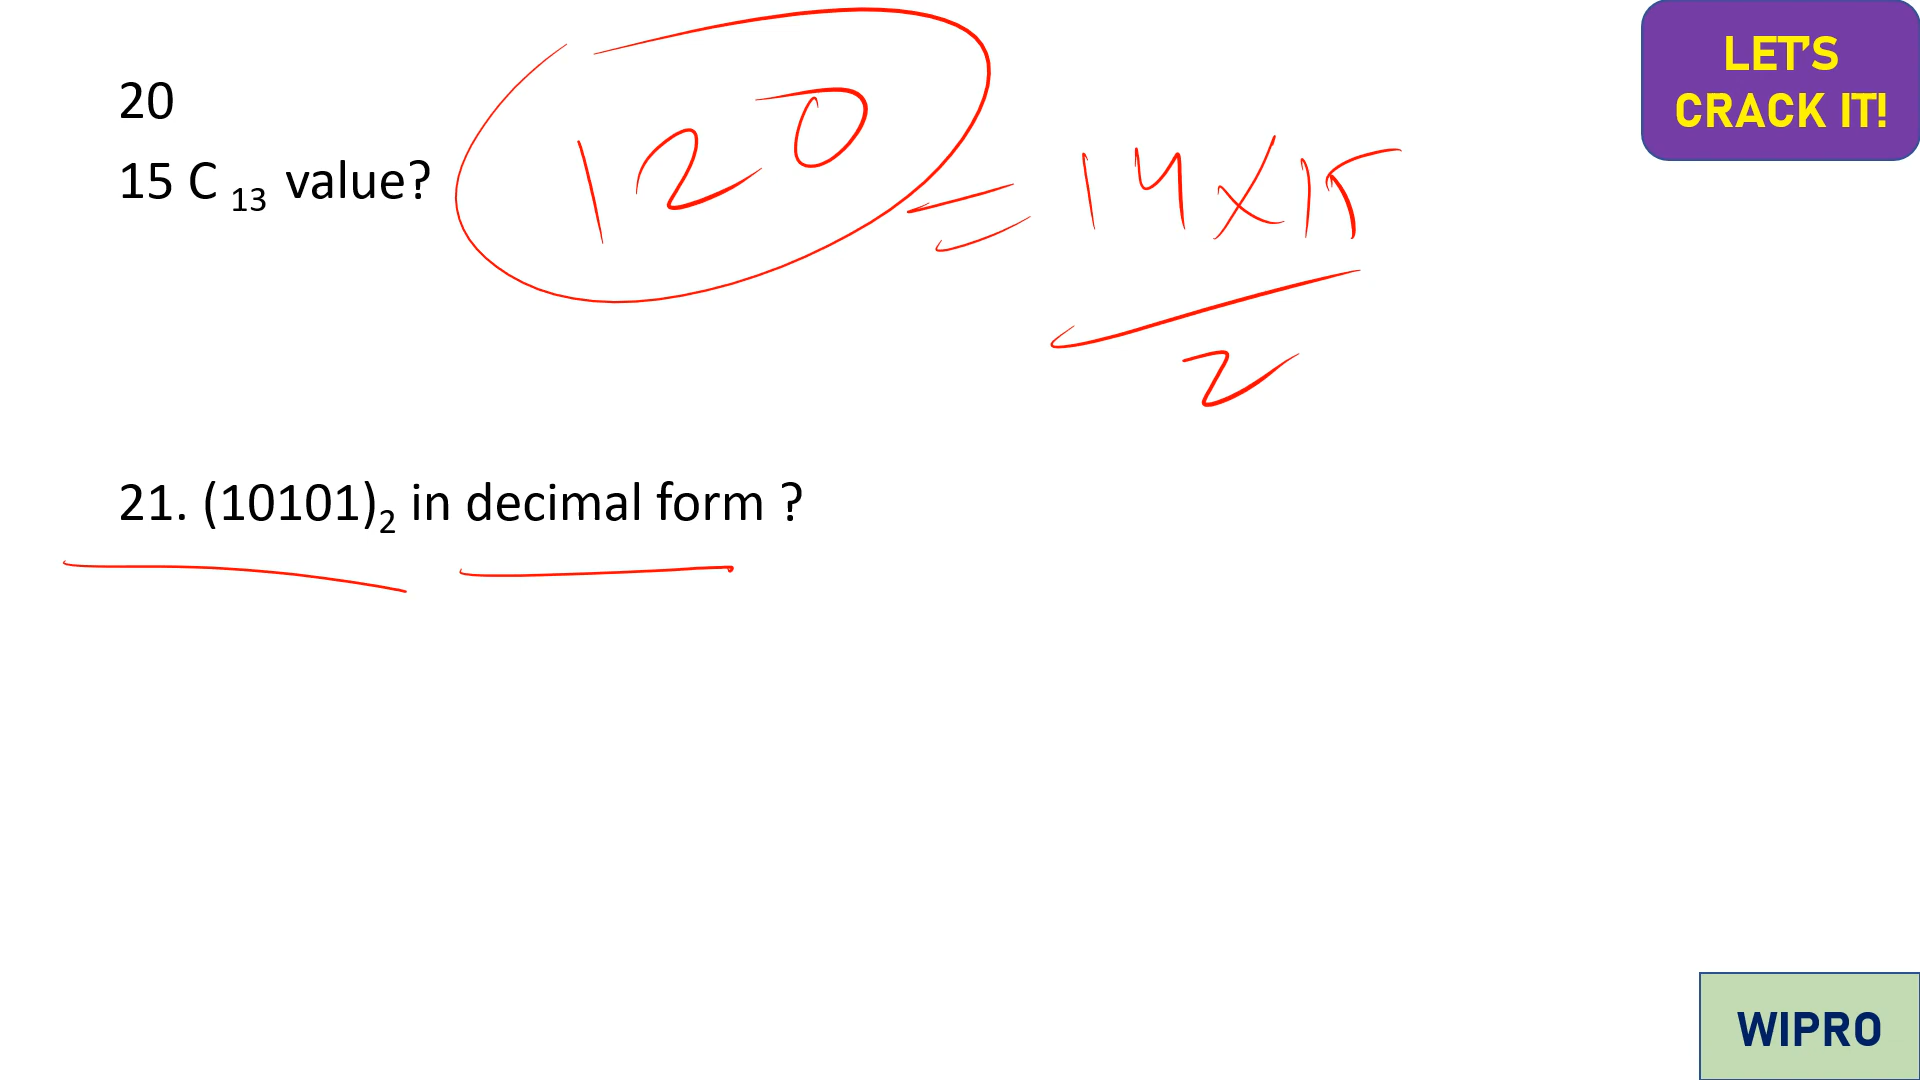 20
15 C 13 value?
120 = 14 x 15
2
21. (10101)2 in decimal form ?
LET'S
CRACK IT!
WIPRO